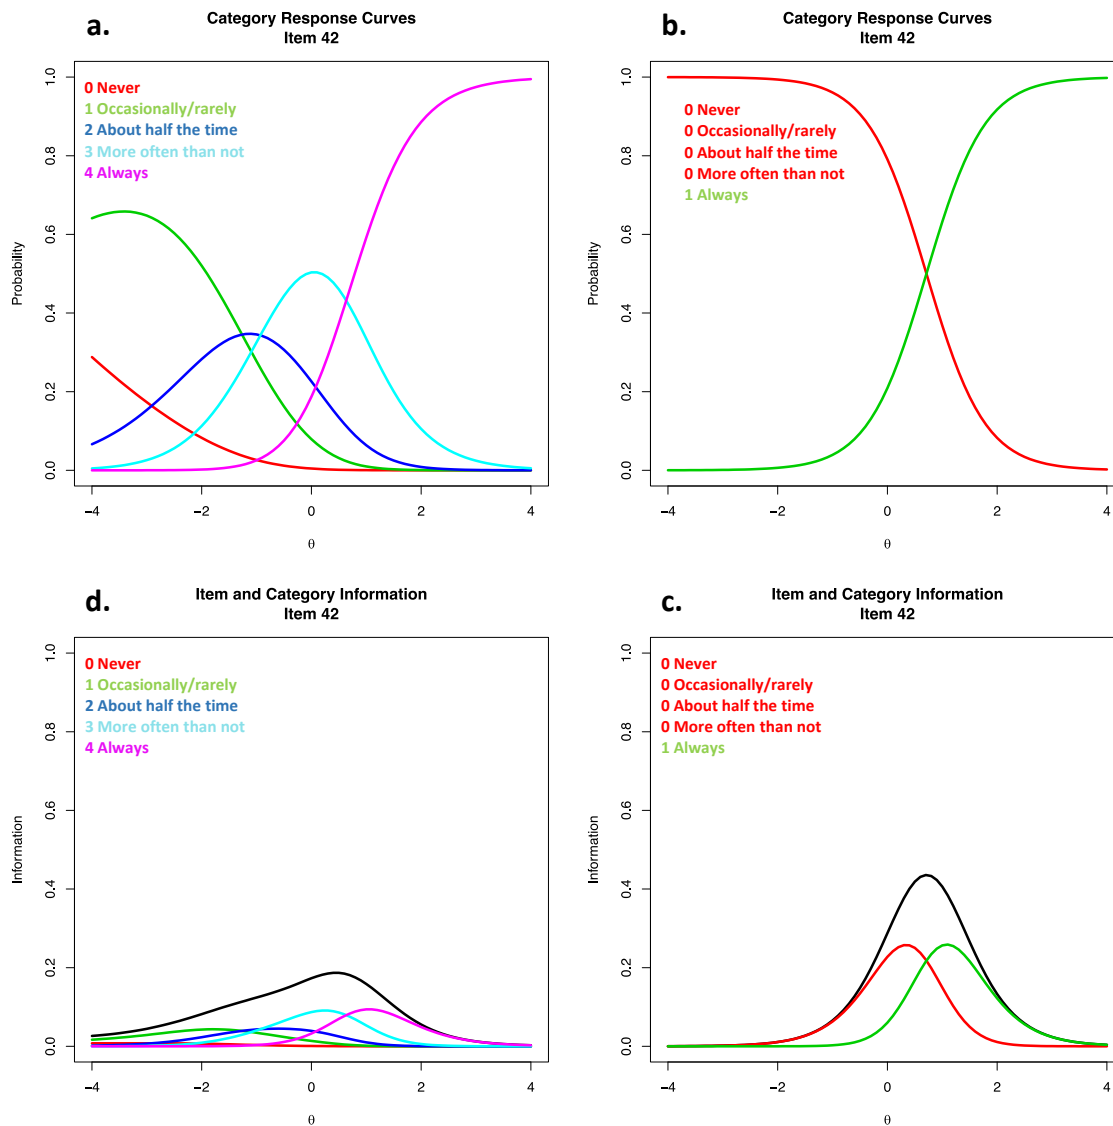 a.
Category Response Curves
Item 42
0 Never
1 Occasionally/rarely
2 About half the time
3 More often than not
4 Always
Probability
0.0
0.2
0.4
0.6
0.8
1.0
−4
−2
0
2
4
θ
b.
Category Response Curves
Item 42
0 Never
0 Occasionally/rarely
0 About half the time
0 More often than not
1 Always
Probability
0.0
0.2
0.4
0.6
0.8
1.0
−4
−2
0
2
4
θ
d.
Item and Category Information
Item 42
0 Never
1 Occasionally/rarely
2 About half the time
3 More often than not
4 Always
Information
0.0
0.2
0.4
0.6
0.8
1.0
−4
−2
0
2
4
θ
c.
Item and Category Information
Item 42
0 Never
0 Occasionally/rarely
0 About half the time
0 More often than not
1 Always
Information
0.0
0.2
0.4
0.6
0.8
1.0
−4
−2
0
2
4
θ